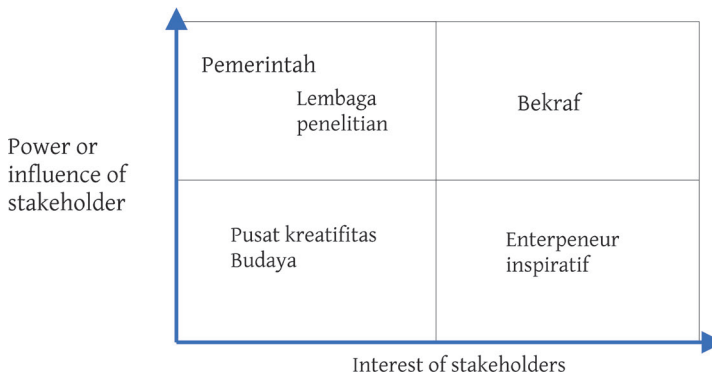 Pemerintah
Lembaga
penelitian
Bekraf
Power or
influence of
stakeholder
Pusat kreatifitas
Budaya
Enterpeneur
inspiratif
Interest of stakeholders